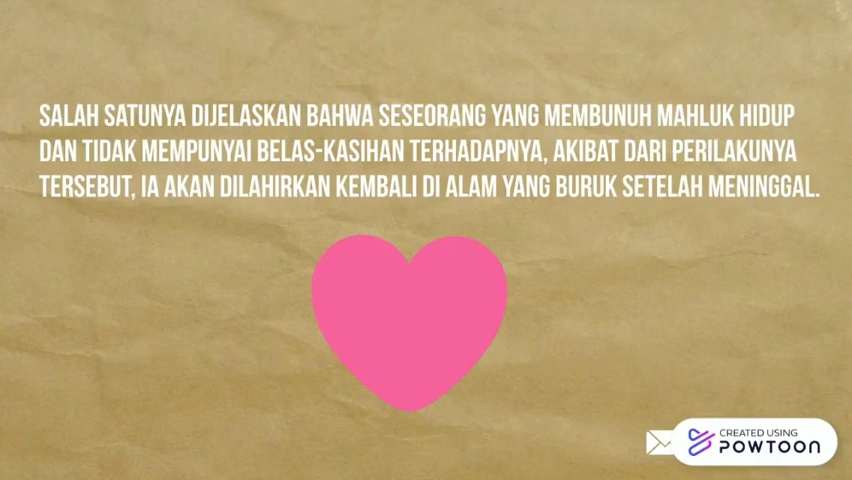 SALAH SATUNYA DIJELASKAN BAHWA SESEORANG YANG MEMBUNUH MAHLUK HIDUP
DAN TIDAK MEMPUNYAI BELAS-KASIHAN TERHADAPNYA, AKIBAT DARI PERILAKUNYA
TERSEBUT, IA AKAN DILAHIRKAN KEMBALI DI ALAM YANG BURUK SETELAH MENINGGAL.
CREATED USING
POWTOON